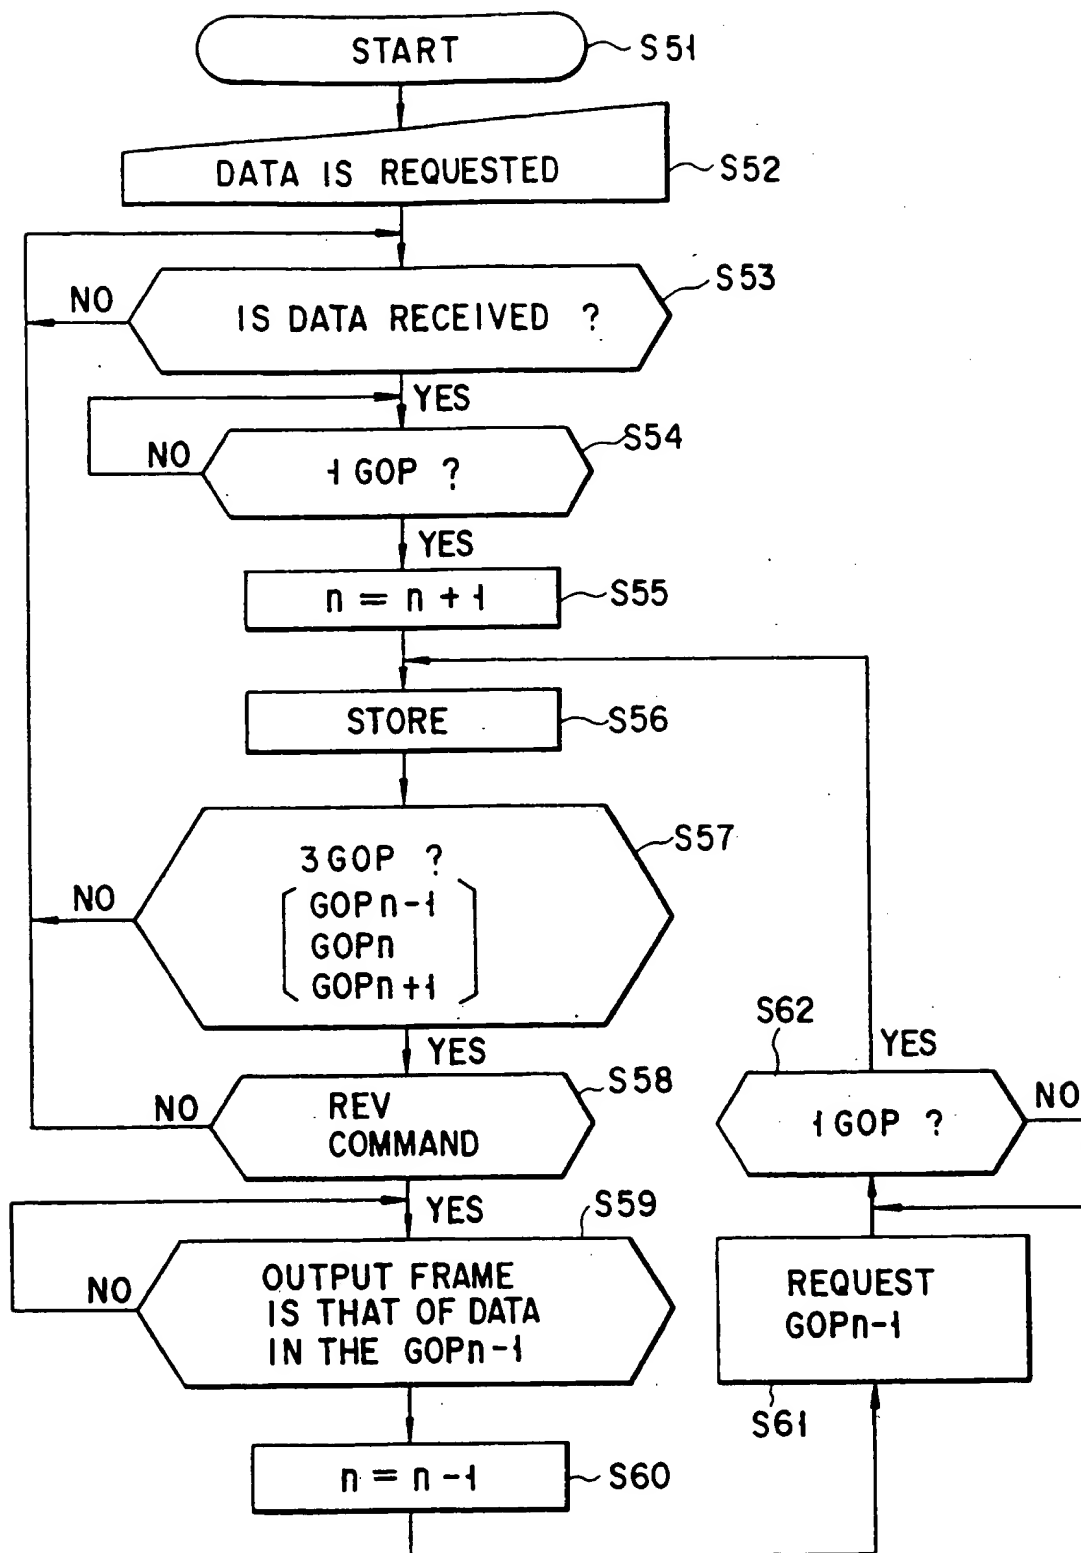 START
S51
DATA IS REQUESTED
S52
IS DATA RECEIVED ?
S53
NO
YES
1 GOP ?
S54
NO
YES
n = n + 1
S55
STORE
S56
3 GOP ?
GOPn-1
GOPn
GOPn+1
S57
NO
YES
REV
COMMAND
S58
NO
YES
OUTPUT FRAME
IS THAT OF DATA
IN THE GOPn-1
S59
NO
n = n - 1
S60
REQUEST
GOPn-1
S61
1 GOP ?
S62
YES
NO